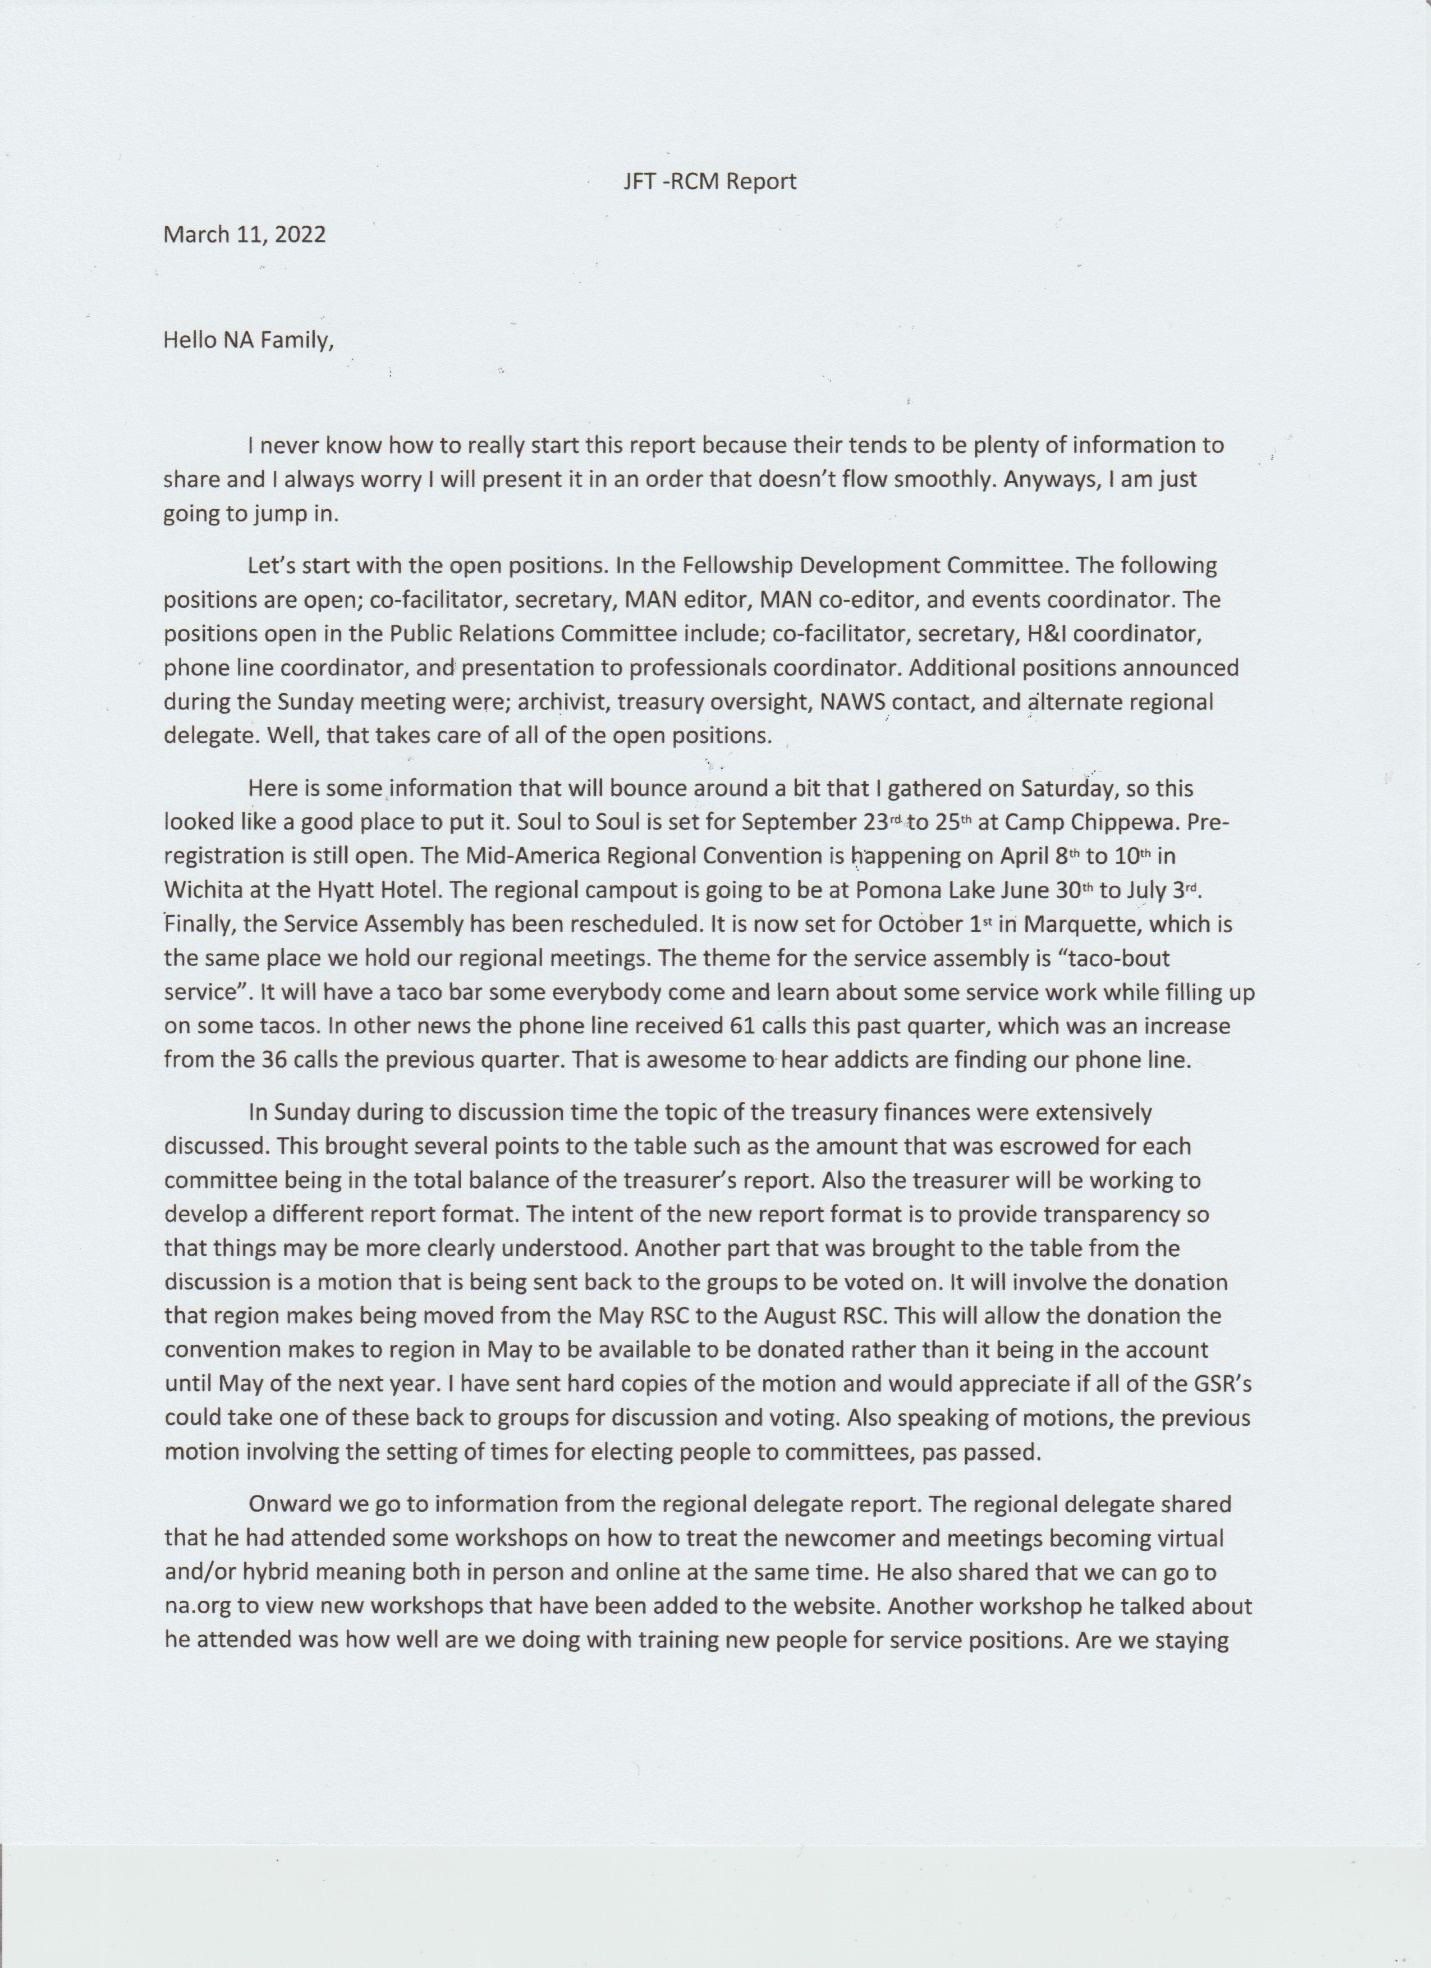 JFT -RCM Report
March 11, 2022
Hello NA Family,
I never know how to really start this report because their tends to be plenty of information to
share and I always worry I will present it in an order that doesn't flow smoothly. Anyways, I am just
going to jump in.
Let's start with the open positions. In the Fellowship Development Committee. The following
positions are open; co-facilitator, secretary, MAN editor, MAN co-editor, and events coordinator. The
positions open in the Public Relations Committee include; co-facilitator, secretary, H&I coordinator,
phone line coordinator, and presentation to professionals coordinator. Additional positions announced
during the Sunday meeting were; archivist, treasury oversight, NAWS contact, and alternate regional
delegate. Well, that takes care of all of the open positions.
Here is some information that will bounce around a bit that I gathered on Saturday, so this
looked like a good place to put it. Soul to Soul is set for September 23rd to 25th at Camp Chippewa. Pre-
registration is still open. The Mid-America Regional Convention is happening on April 8th to 10th in
Wichita at the Hyatt Hotel. The regional campout is going to be at Pomona Lake June 30th to July 3rd.
Finally, the Service Assembly has been rescheduled. It is now set for October 1st in Marquette, which is
the same place we hold our regional meetings. The theme for the service assembly is "taco-bout
service". It will have a taco bar some everybody come and learn about some service work while filling up
on some tacos. In other news the phone line received 61 calls this past quarter, which was an increase
from the 36 calls the previous quarter. That is awesome to hear addicts are finding our phone line.
In Sunday during to discussion time the topic of the treasury finances were extensively
discussed. This brought several points to the table such as the amount that was escrowed for each
committee being in the total balance of the treasurer's report. Also the treasurer will be working to
develop a different report format. The intent of the new report format is to provide transparency so
that things may be more clearly understood. Another part that was brought to the table from the
discussion is a motion that is being sent back to the groups to be voted on. It will involve the donation
that region makes being moved from the May RSC to the August RSC. This will allow the donation the
convention makes to region in May to be available to be donated rather than it being in the account
until May of the next year. I have sent hard copies of the motion and would appreciate if all of the GSR's
could take one of these back to groups for discussion and voting. Also speaking of motions, the previous
motion involving the setting of times for electing people to committees, pas passed.
Onward we go to information from the regional delegate report. The regional delegate shared
that he had attended some workshops on how to treat the newcomer and meetings becoming virtual
and/or hybrid meaning both in person and online at the same time. He also shared that we can go to
na.org to view new workshops that have been added to the website. Another workshop he talked about
he attended was how well are we doing with training new people for service positions. Are we staying